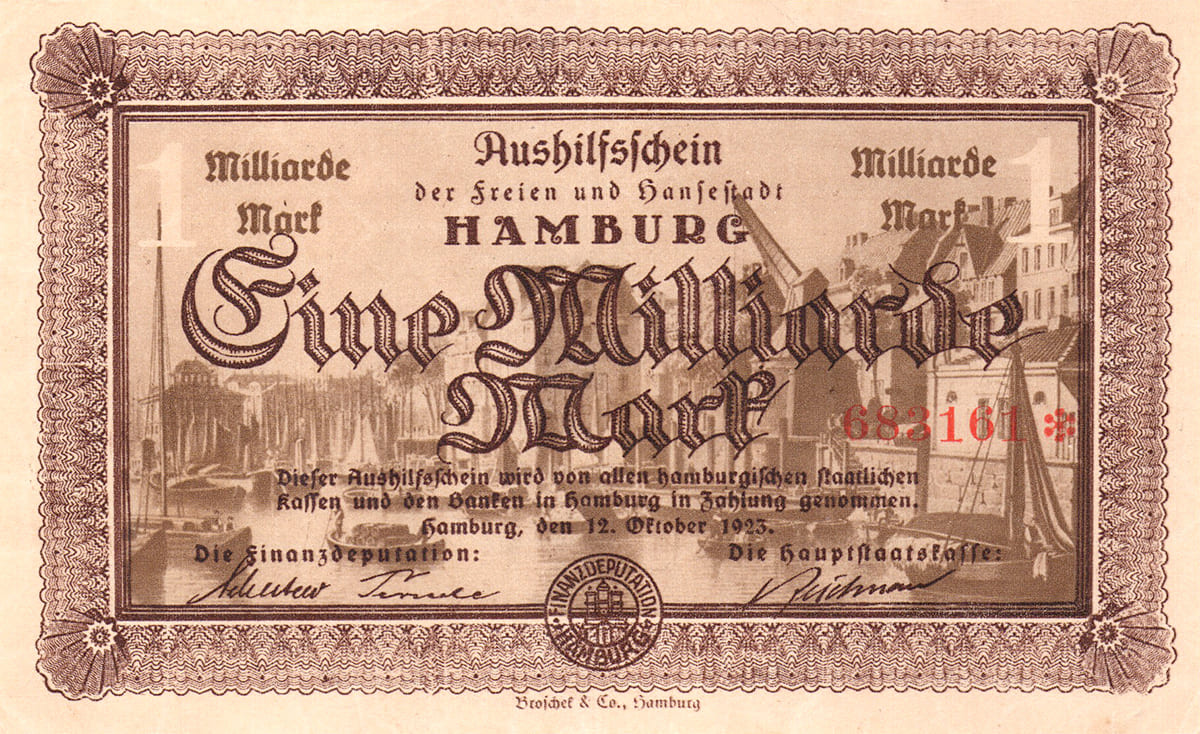 Aushilfsschein
der Freien und Hansestadt
HAMBURG
1 Milliarde Mark
1 Milliarde Mark
Eine Milliarde
Mark
683161 *
Dieser Aushilfsschein wird von allen hamburgischen staatlichen
Kassen und den Banken in Hamburg in Zahlung genommen.
Hamburg, den 12. Oktober 1923.
Die Finanzdeputation:
Die Hauptstaatskasse:
FINANZDEPUTATION
HAMBURG
Broschek & Co., Hamburg